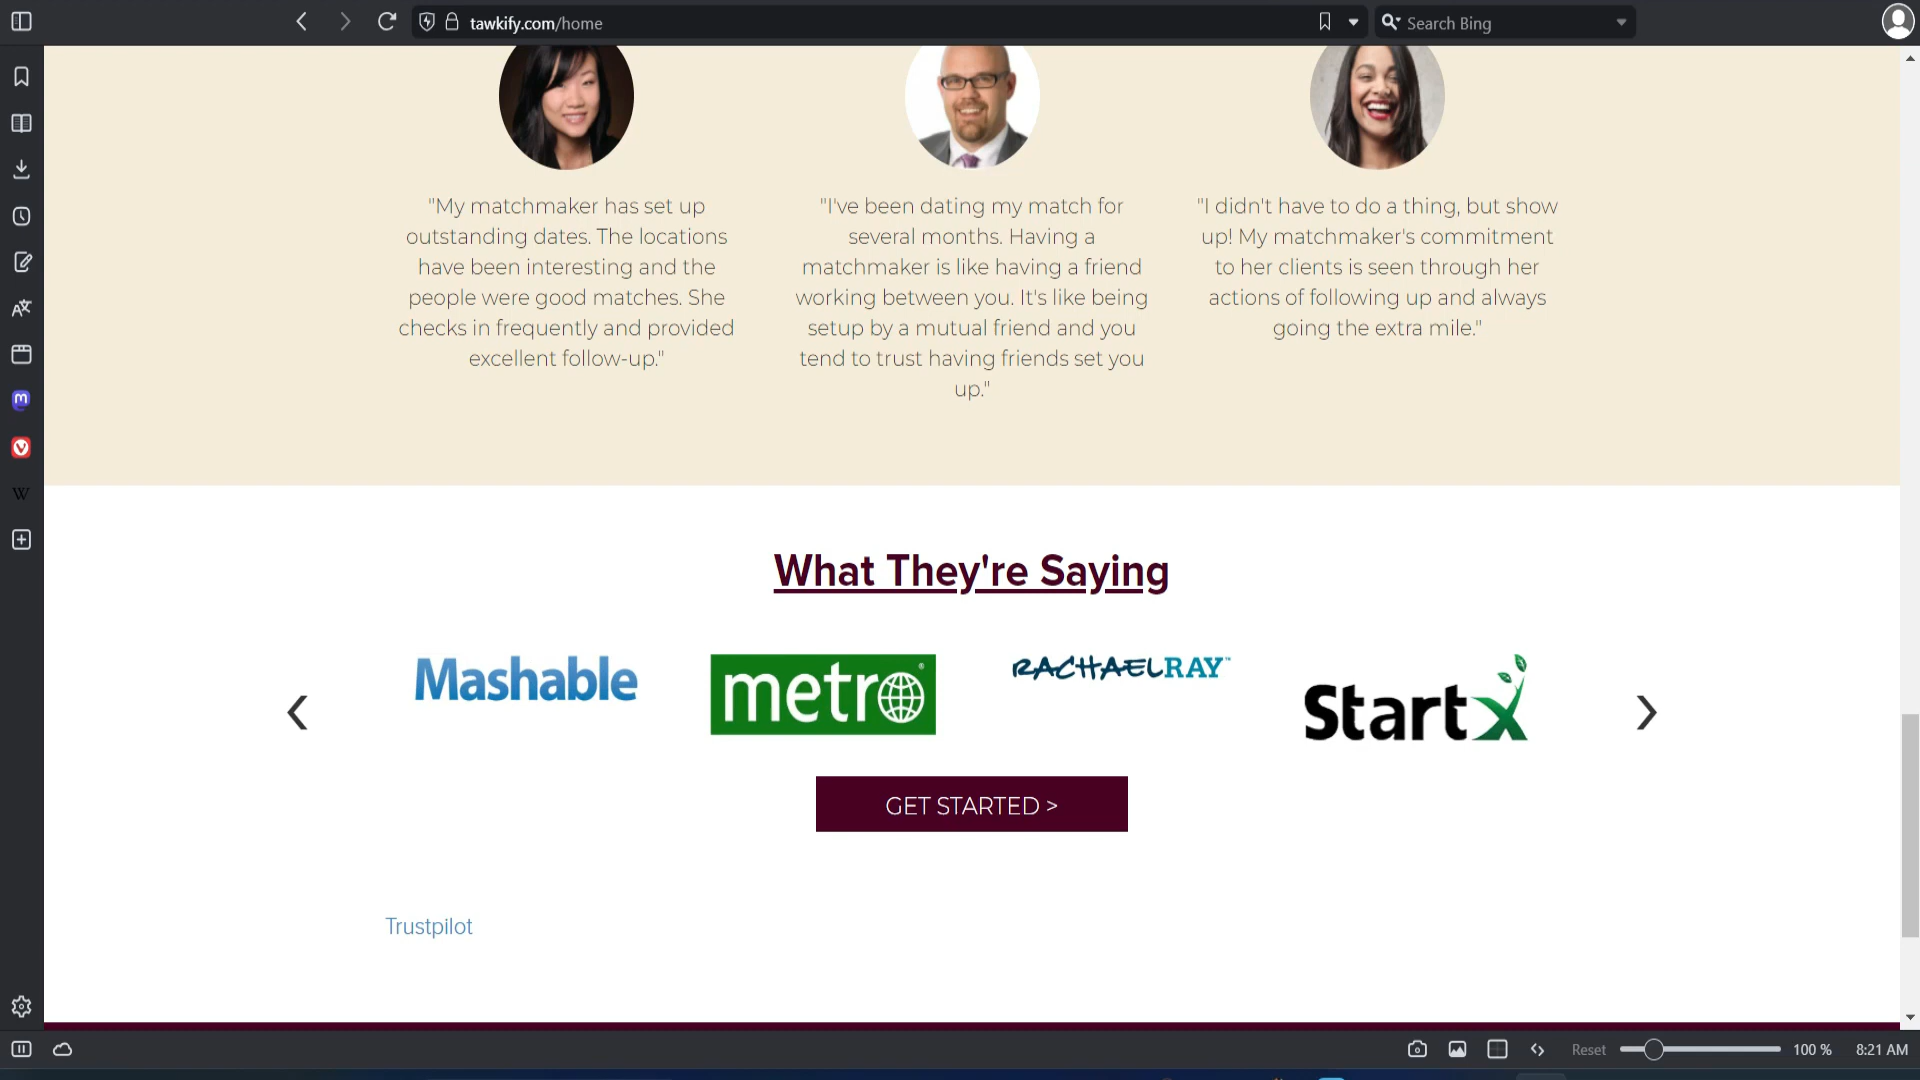 tawkify.com/home
Search Bing
"My matchmaker has set up
outstanding dates. The locations
have been interesting and the
people were good matches. She
checks in frequently and provided
excellent follow-up."
"I've been dating my match for
several months. Having a
matchmaker is like having a friend
working between you. It's like being
setup by a mutual friend and you
tend to trust having friends set you
up."
"I didn't have to do a thing, but show
up! My matchmaker's commitment
to her clients is seen through her
actions of following up and always
going the extra mile."
What They're Saying
Mashable
metro®
RACHAELRAY™
StartX
GET STARTED >
Trustpilot
Reset
100 %
8:21 AM